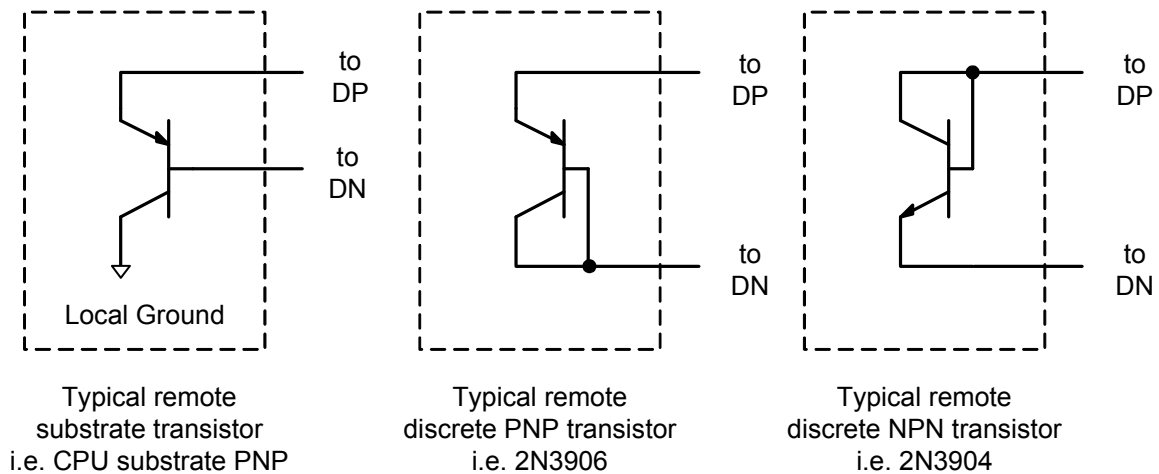 to
DP
to
DN
Local Ground
Typical remote
substrate transistor
i.e. CPU substrate PNP
to
DP
to
DN
Typical remote
discrete PNP transistor
i.e. 2N3906
to
DP
to
DN
Typical remote
discrete NPN transistor
i.e. 2N3904